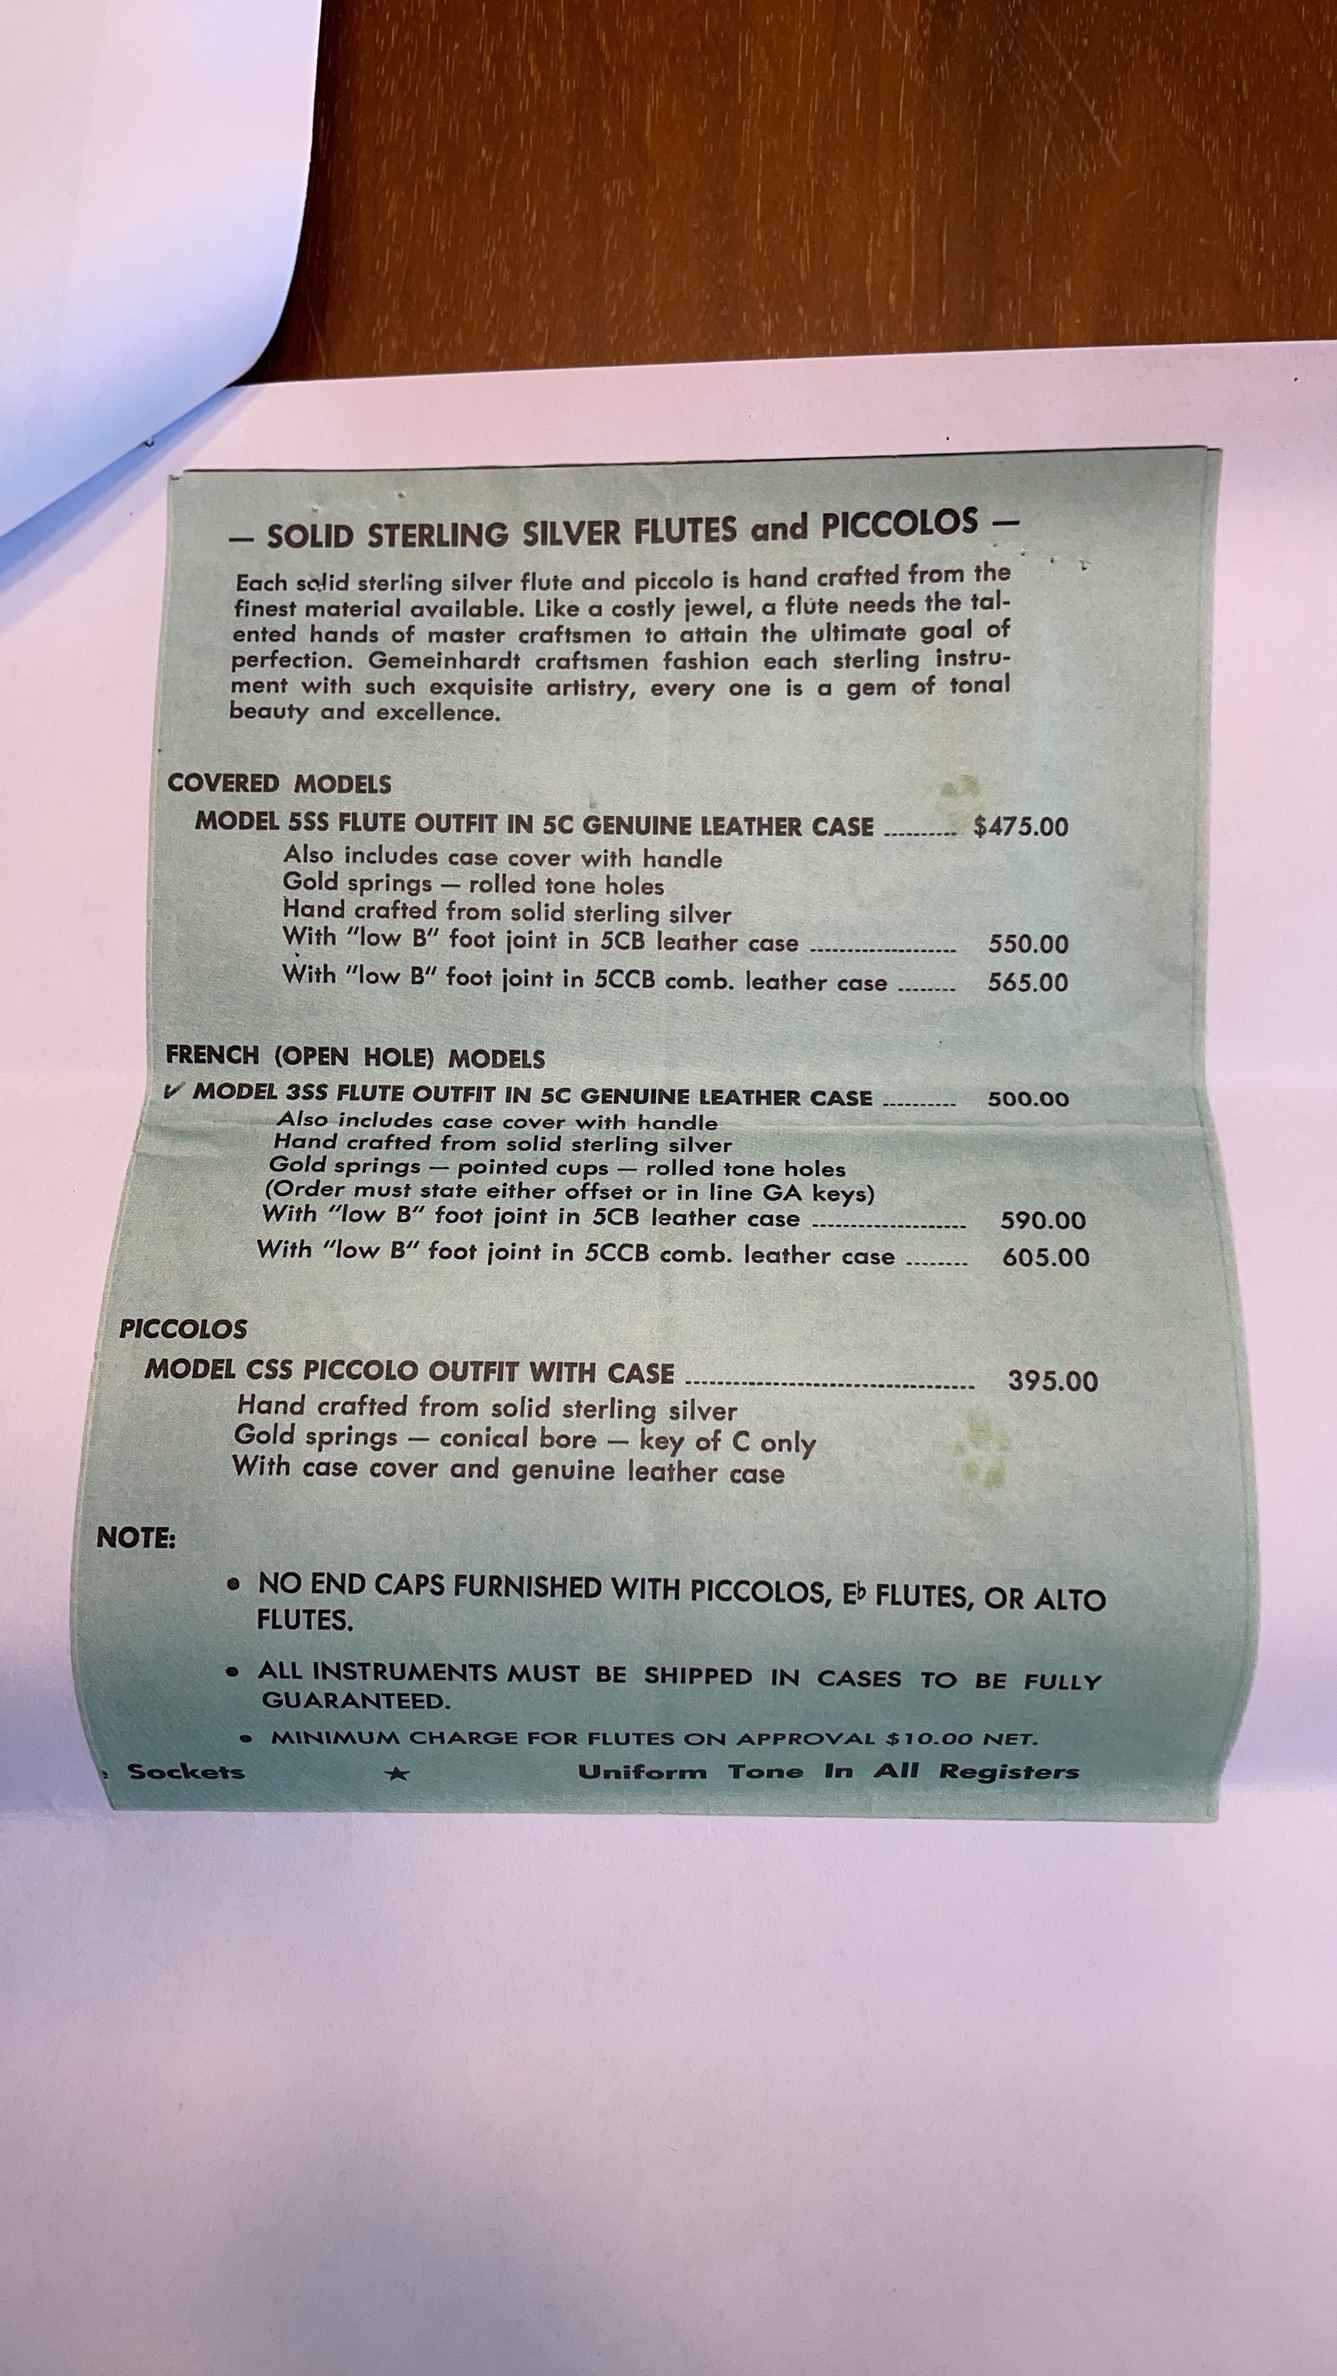 — SOLID STERLING SILVER FLUTES and PICCOLOS —
Each solid sterling silver flute and piccolo is hand crafted from the
finest material available. Like a costly jewel, a flute needs the tal-
ented hands of master craftsmen to attain the ultimate goal of
perfection. Gemeinhardt craftsmen fashion each sterling instru-
ment with such exquisite artistry, every one is a gem of tonal
beauty and excellence.
COVERED MODELS
MODEL 5SS FLUTE OUTFIT IN 5C GENUINE LEATHER CASE .......... $475.00
Also includes case cover with handle
Gold springs — rolled tone holes
Hand crafted from solid sterling silver
With "low B" foot joint in 5CB leather case .................... 550.00
With "low B" foot joint in 5CCB comb. leather case ........ 565.00
FRENCH (OPEN HOLE) MODELS
✓ MODEL 3SS FLUTE OUTFIT IN 5C GENUINE LEATHER CASE .......... 500.00
Also includes case cover with handle
Hand crafted from solid sterling silver
Gold springs — pointed cups — rolled tone holes
(Order must state either offset or in line GA keys)
With "low B" foot joint in 5CB leather case .................... 590.00
With "low B" foot joint in 5CCB comb. leather case ........ 605.00
PICCOLOS
MODEL CSS PICCOLO OUTFIT WITH CASE ...................................... 395.00
Hand crafted from solid sterling silver
Gold springs — conical bore — key of C only
With case cover and genuine leather case
NOTE:
• NO END CAPS FURNISHED WITH PICCOLOS, E♭ FLUTES, OR ALTO
FLUTES.
• ALL INSTRUMENTS MUST BE SHIPPED IN CASES TO BE FULLY
GUARANTEED.
• MINIMUM CHARGE FOR FLUTES ON APPROVAL $10.00 NET.
Sockets ★ Uniform Tone In All Registers